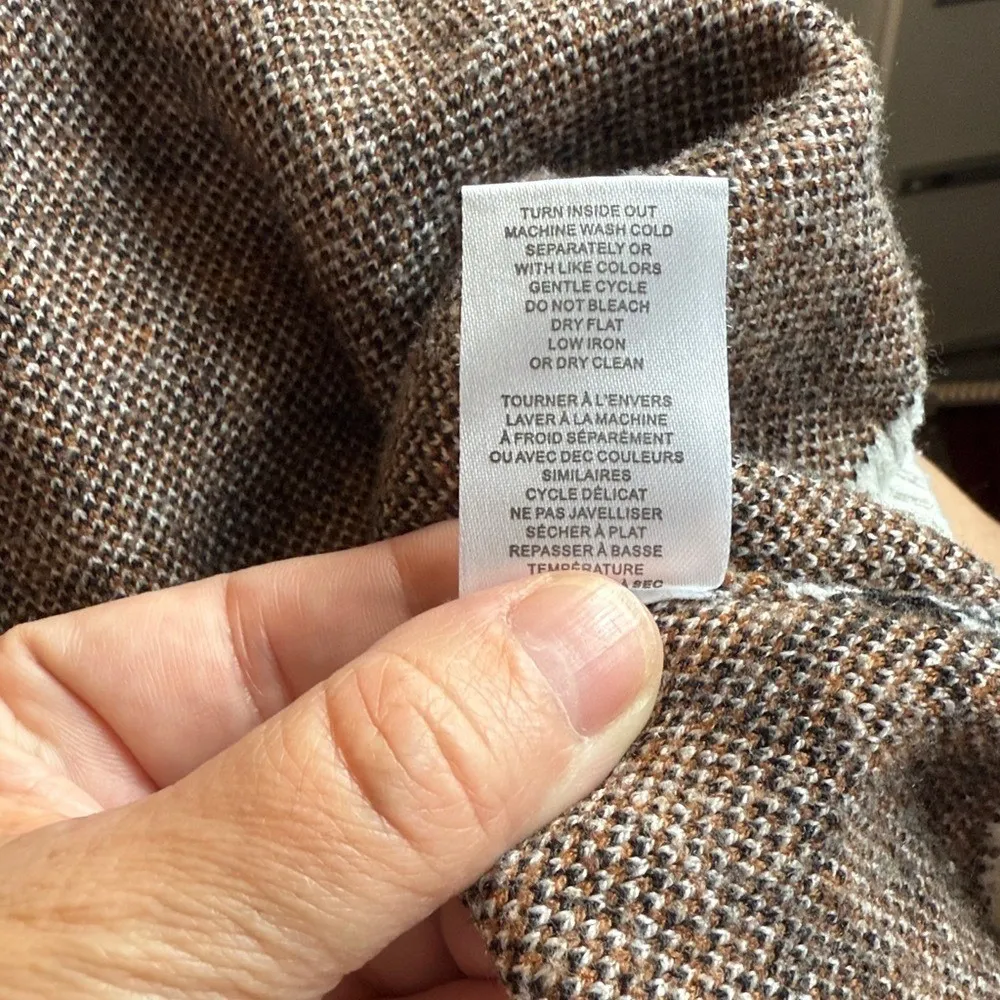 TURN INSIDE OUT
MACHINE WASH COLD
SEPARATELY OR
WITH LIKE COLORS
GENTLE CYCLE
DO NOT BLEACH
DRY FLAT
LOW IRON
OR DRY CLEAN
TOURNER À L'ENVERS
LAVER À LA MACHINE
À FROID SÉPARÉMENT
OU AVEC DEC COULEURS
SIMILAIRES
CYCLE DÉLICAT
NE PAS JAVELLISER
SÉCHER À PLAT
REPASSER À BASSE
TEMPÉRATURE
À SEC